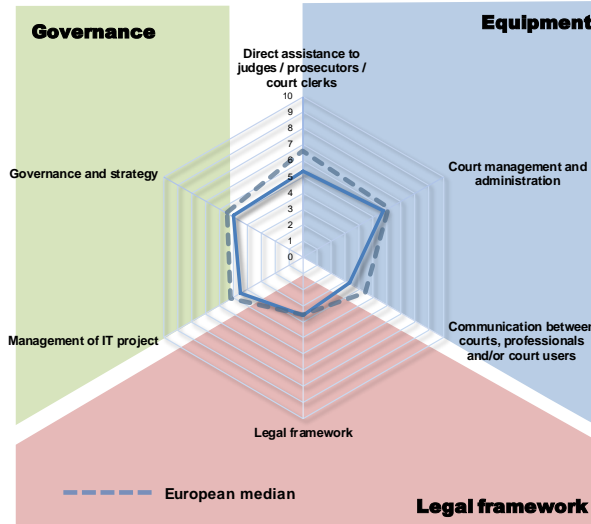 Governance
Equipment
Direct assistance to
judges / prosecutors /
court clerks
10
9
8
7
6
5
4
3
2
1
0
Governance and strategy
Court management and
administration
Management of IT project
Communication between
courts, professionals
and/or court users
Legal framework
European median
Legal framework